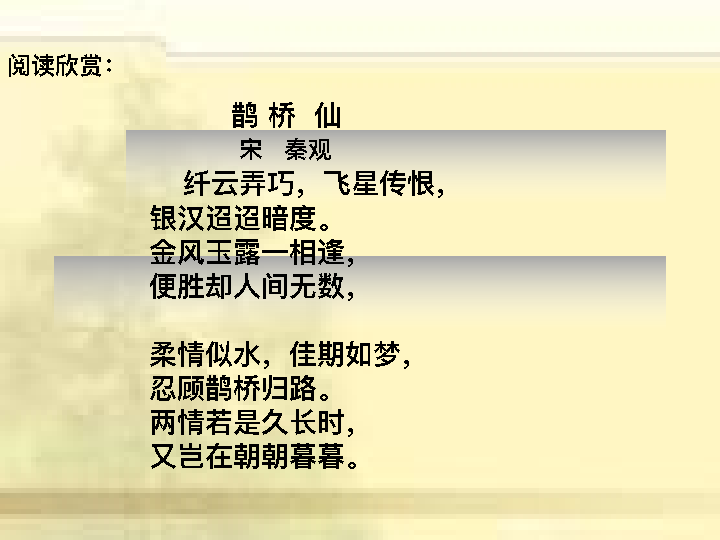 阅读欣赏：
鹊 桥 仙
宋 秦观
纤云弄巧，飞星传恨，
银汉迢迢暗度。
金风玉露一相逢，
便胜却人间无数，
柔情似水，佳期如梦，
忍顾鹊桥归路。
两情若是久长时，
又岂在朝朝暮暮。